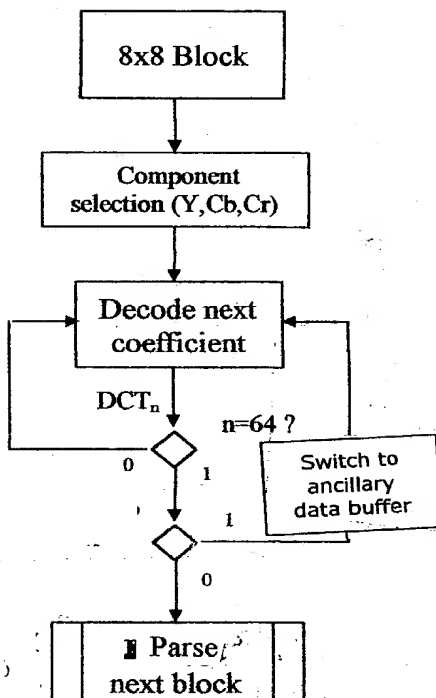 8x8 Block
Component
selection (Y,Cb,Cr)
Decode next
coefficient
DCTn
n=64 ?
0
1
Switch to
ancillary
data buffer
1
0
Parse
next block